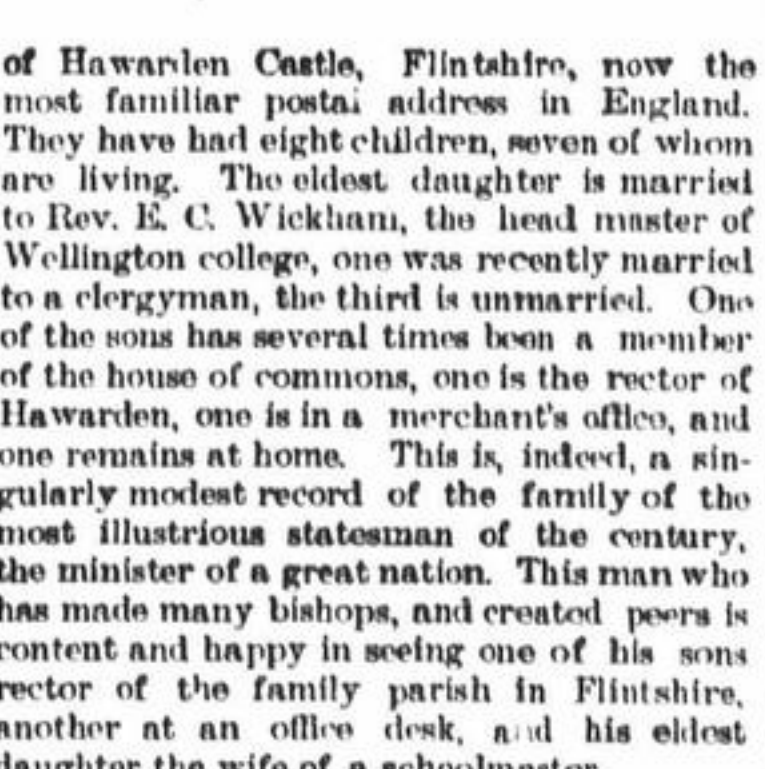 of Hawarden Castle, Flintshire, now the
most familiar postal address in England.
They have had eight children, seven of whom
are living. The eldest daughter is married
to Rev. E. C. Wickham, the head master of
Wellington college, one was recently married
to a clergyman, the third is unmarried. One
of the sons has several times been a member
of the house of commons, one is the rector of
Hawarden, one is in a merchant's office, and
one remains at home. This is, indeed, a sin-
gularly modest record of the family of the
most illustrious statesman of the century,
the minister of a great nation. This man who
has made many bishops, and created peers is
content and happy in seeing one of his sons
rector of the family parish in Flintshire,
another at an office desk, and his eldest
daughter the wife of a schoolmaster.